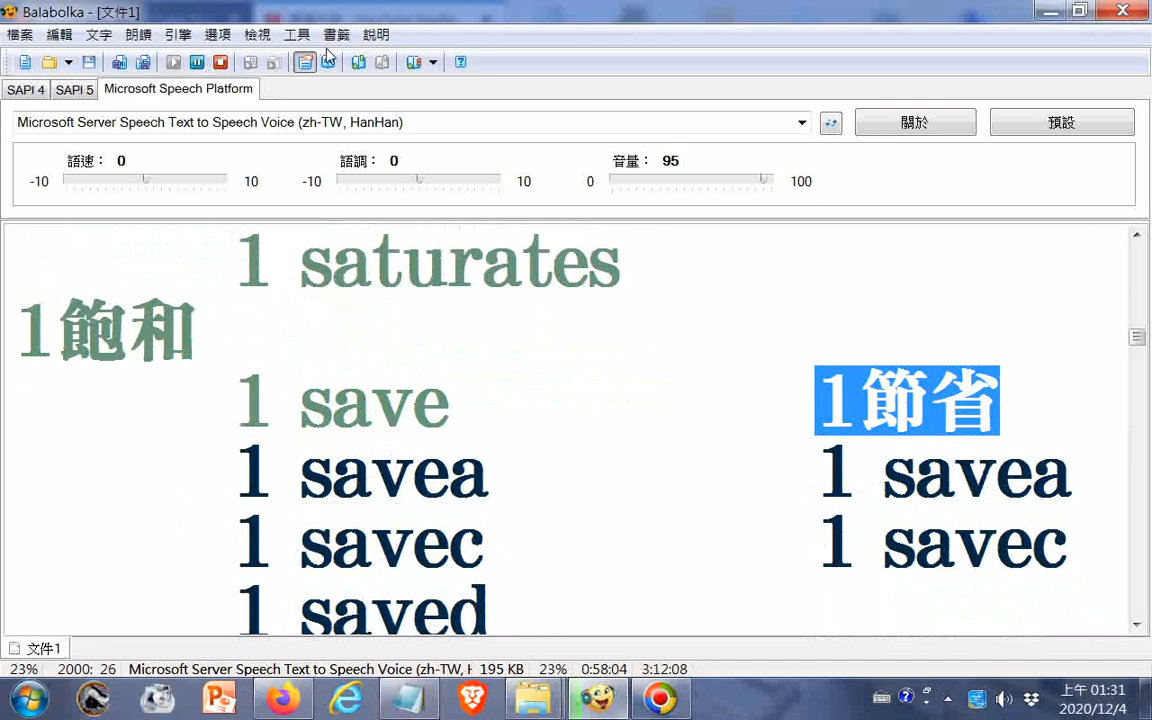 Balabolka - [文件1]
檔案 編輯 文字 朗讀 引擎 選項 檢視 工具 書籤 說明
SAPI 4 SAPI 5 Microsoft Speech Platform
Microsoft Server Speech Text to Speech Voice (zh-TW, HanHan) 關於 預設
語速： 0 語調： 0 音量： 95
-10 10 -10 10 0 100
1 saturates
1飽和
1 save 1節省
1 savea 1 savea
1 savec 1 savec
1 saved
文件1
23% 2000: 26 Microsoft Server Speech Text to Speech Voice (zh-TW, 195 KB 23% 0:58:04 3:12:08
上午 01:31
2020/12/4